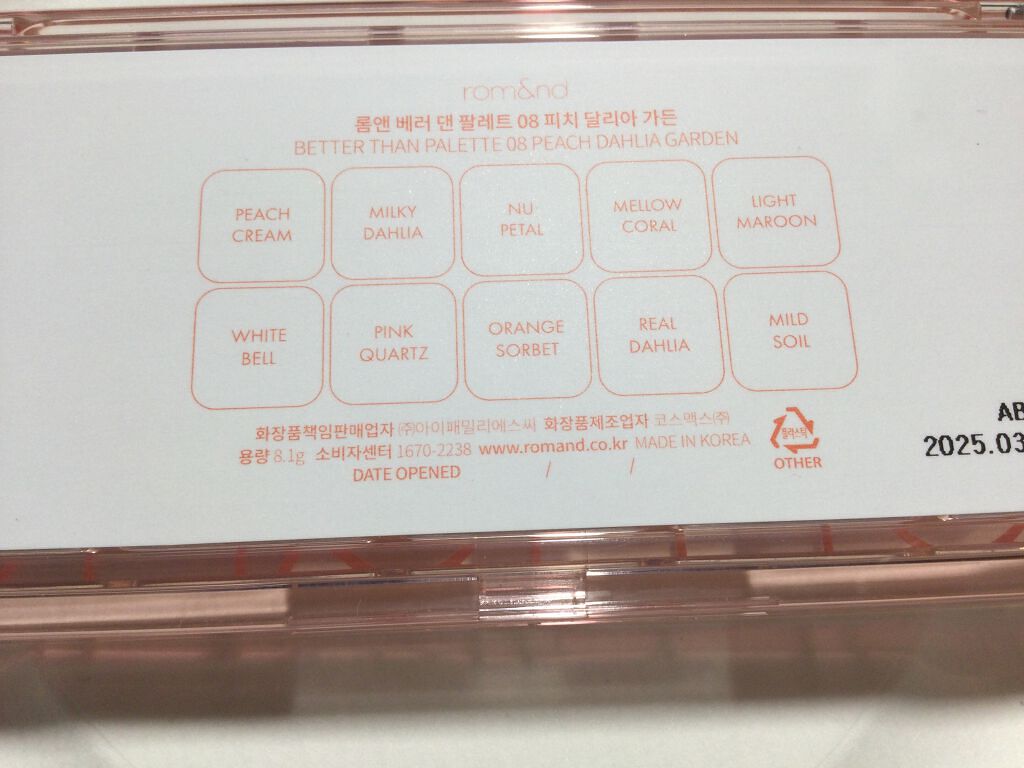 rom&nd
롬앤 베러 댄 팔레트 08 피치 달리아 가든
BETTER THAN PALETTE 08 PEACH DAHLIA GARDEN
PEACH
CREAM
MILKY
DAHLIA
NU
PETAL
MELLOW
CORAL
LIGHT
MAROON
WHITE
BELL
PINK
QUARTZ
ORANGE
SORBET
REAL
DAHLIA
MILD
SOIL
화장품책임판매업자 ㈜아이패밀리에스씨 화장품제조업자 코스맥스㈜
용량 8.1g 소비자센터 1670-2238 www.romand.co.kr MADE IN KOREA
DATE OPENED / /
플라스틱
OTHER
AB
2025.03